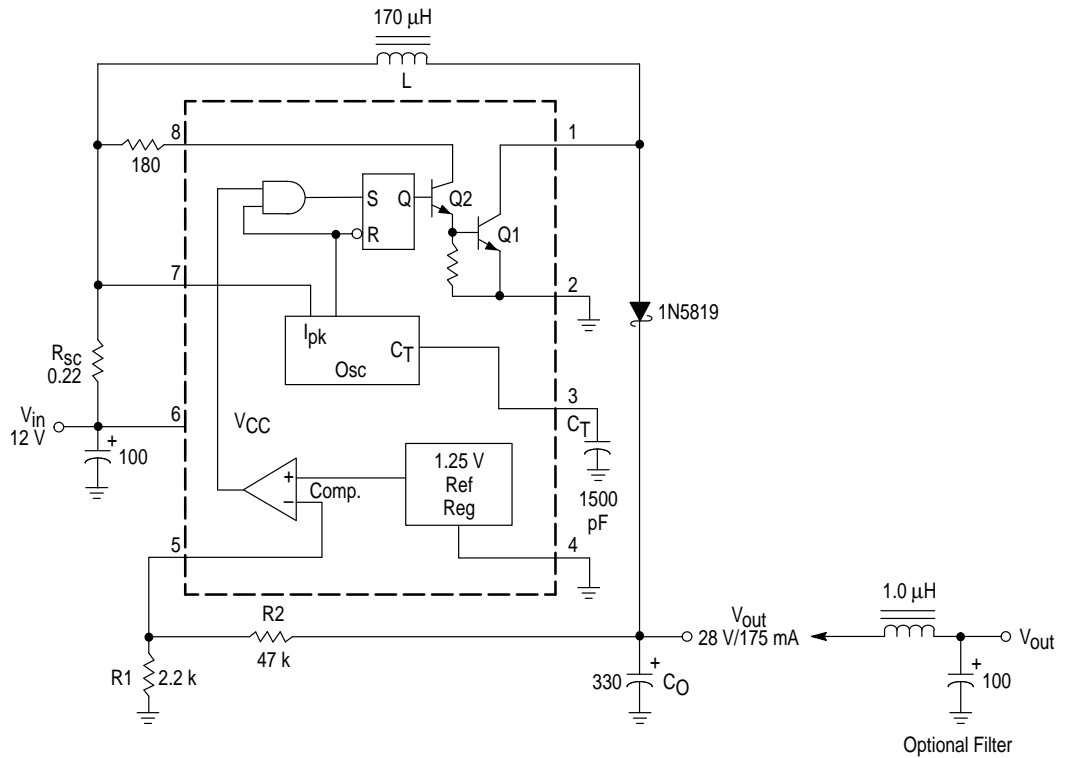 170 µH
L
8
1
180
S Q
R
Q2
Q1
7
2
1N5819
Ipk
CT
Osc
Rsc
0.22
3
CT
Vin
12 V
6
VCC
+
100
1.25 V
Ref
Reg
+
Comp.
−
1500
pF
5
4
R2
47 k
1.0 µH
Vout
28 V/175 mA
Vout
R1 2.2 k
+
330 CO
+
100
Optional Filter